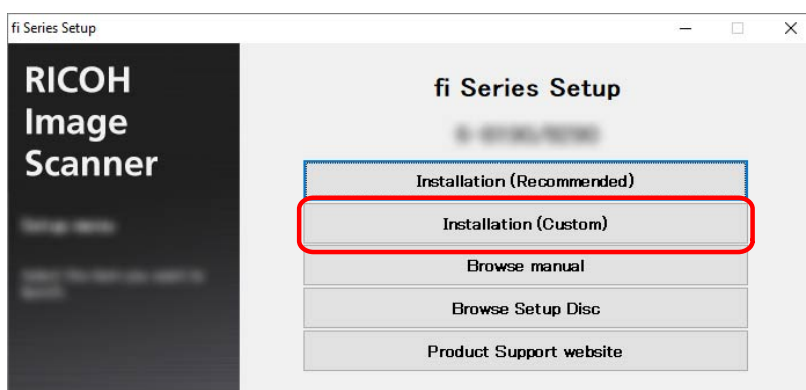 fi Series Setup
RICOH
Image
Scanner
fi Series Setup
Installation (Recommended)
Installation (Custom)
Browse manual
Browse Setup Disc
Product Support website